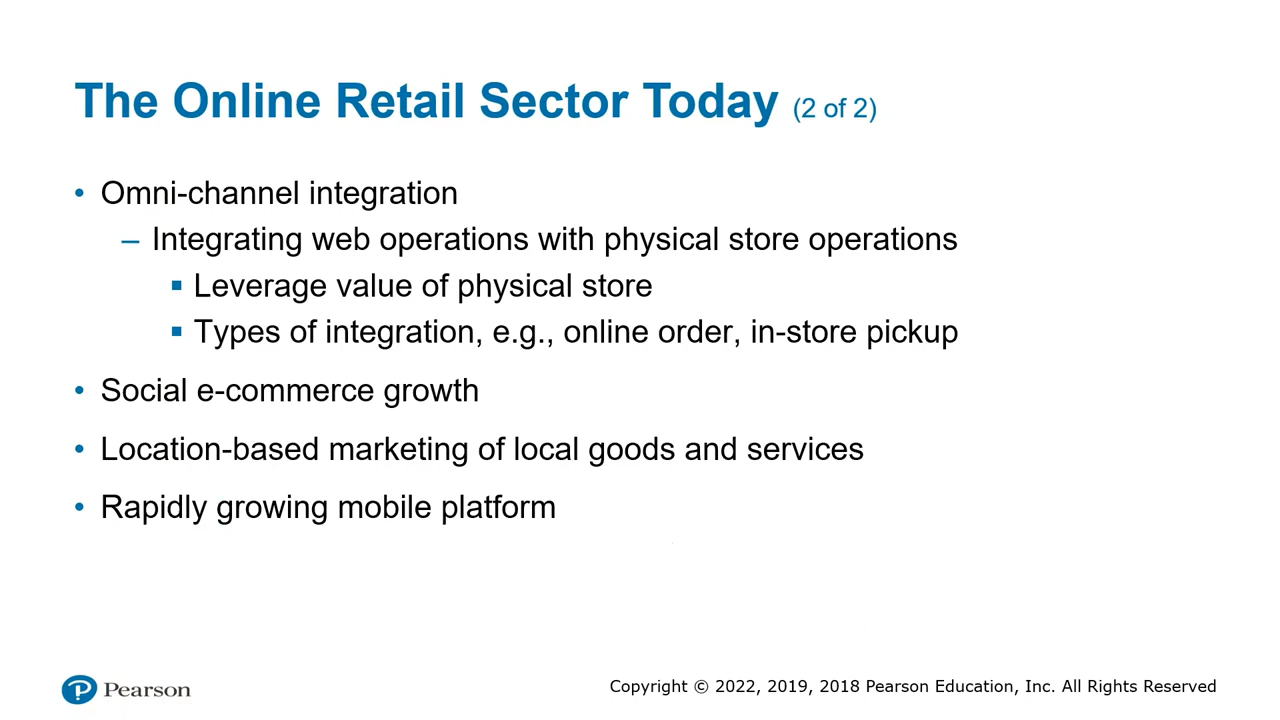 The Online Retail Sector Today (2 of 2)
• Omni-channel integration
– Integrating web operations with physical store operations
▪ Leverage value of physical store
▪ Types of integration, e.g., online order, in-store pickup
• Social e-commerce growth
• Location-based marketing of local goods and services
• Rapidly growing mobile platform
Pearson
Copyright © 2022, 2019, 2018 Pearson Education, Inc. All Rights Reserved